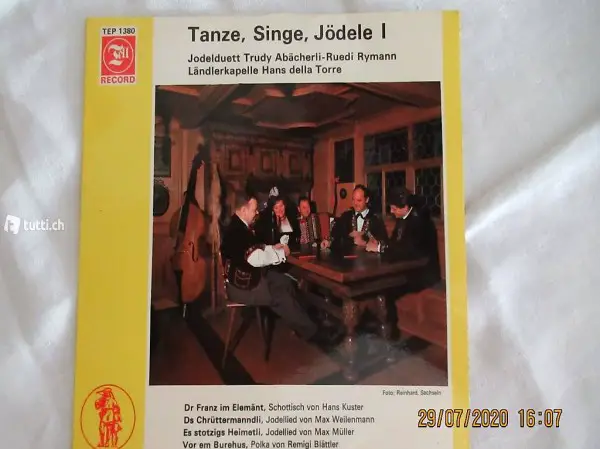 TEP 1380
Tell
RECORD
Tanze, Singe, Jödele I
Jodelduett Trudy Abächerli-Ruedi Rymann
Ländlerkapelle Hans della Torre
tutti.ch
Foto; Reinhard, Sachseln
Dr Franz im Elemänt, Schottisch von Hans Kuster
Ds Chrüttermanndli, Jodellied von Max Weilenmann
Es stotzigs Heimetli, Jodellied von Max Müller
Vor em Burehus, Polka von Remigi Blättler
29/07/2020 16:07